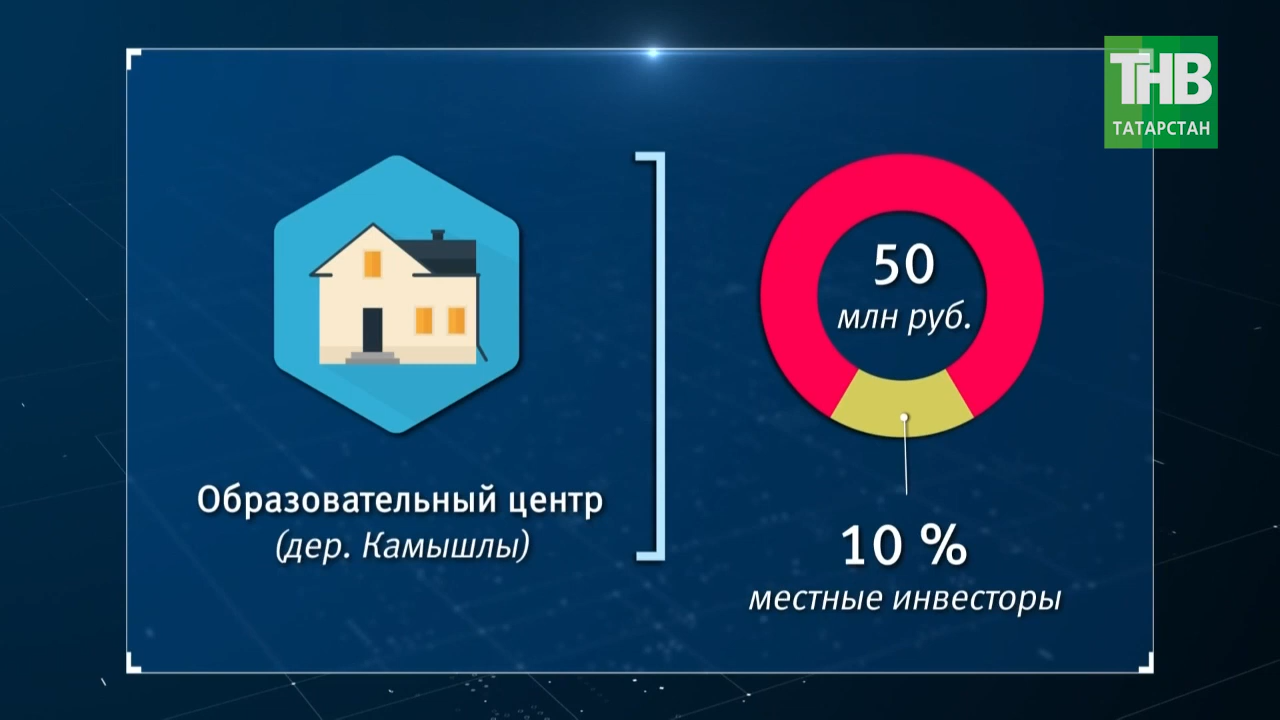 ТНВ
ТАТАРСТАН
50
млн руб.
Образовательный центр
(дер. Камышлы)
10 %
местные инвесторы